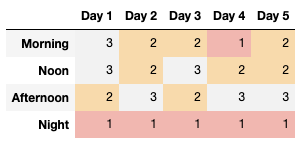 Day 1 Day 2 Day 3 Day 4 Day 5
Morning 3 2 2 1 2
Noon 3 2 3 2 2
Afternoon 2 3 2 3 3
Night 1 1 1 1 1